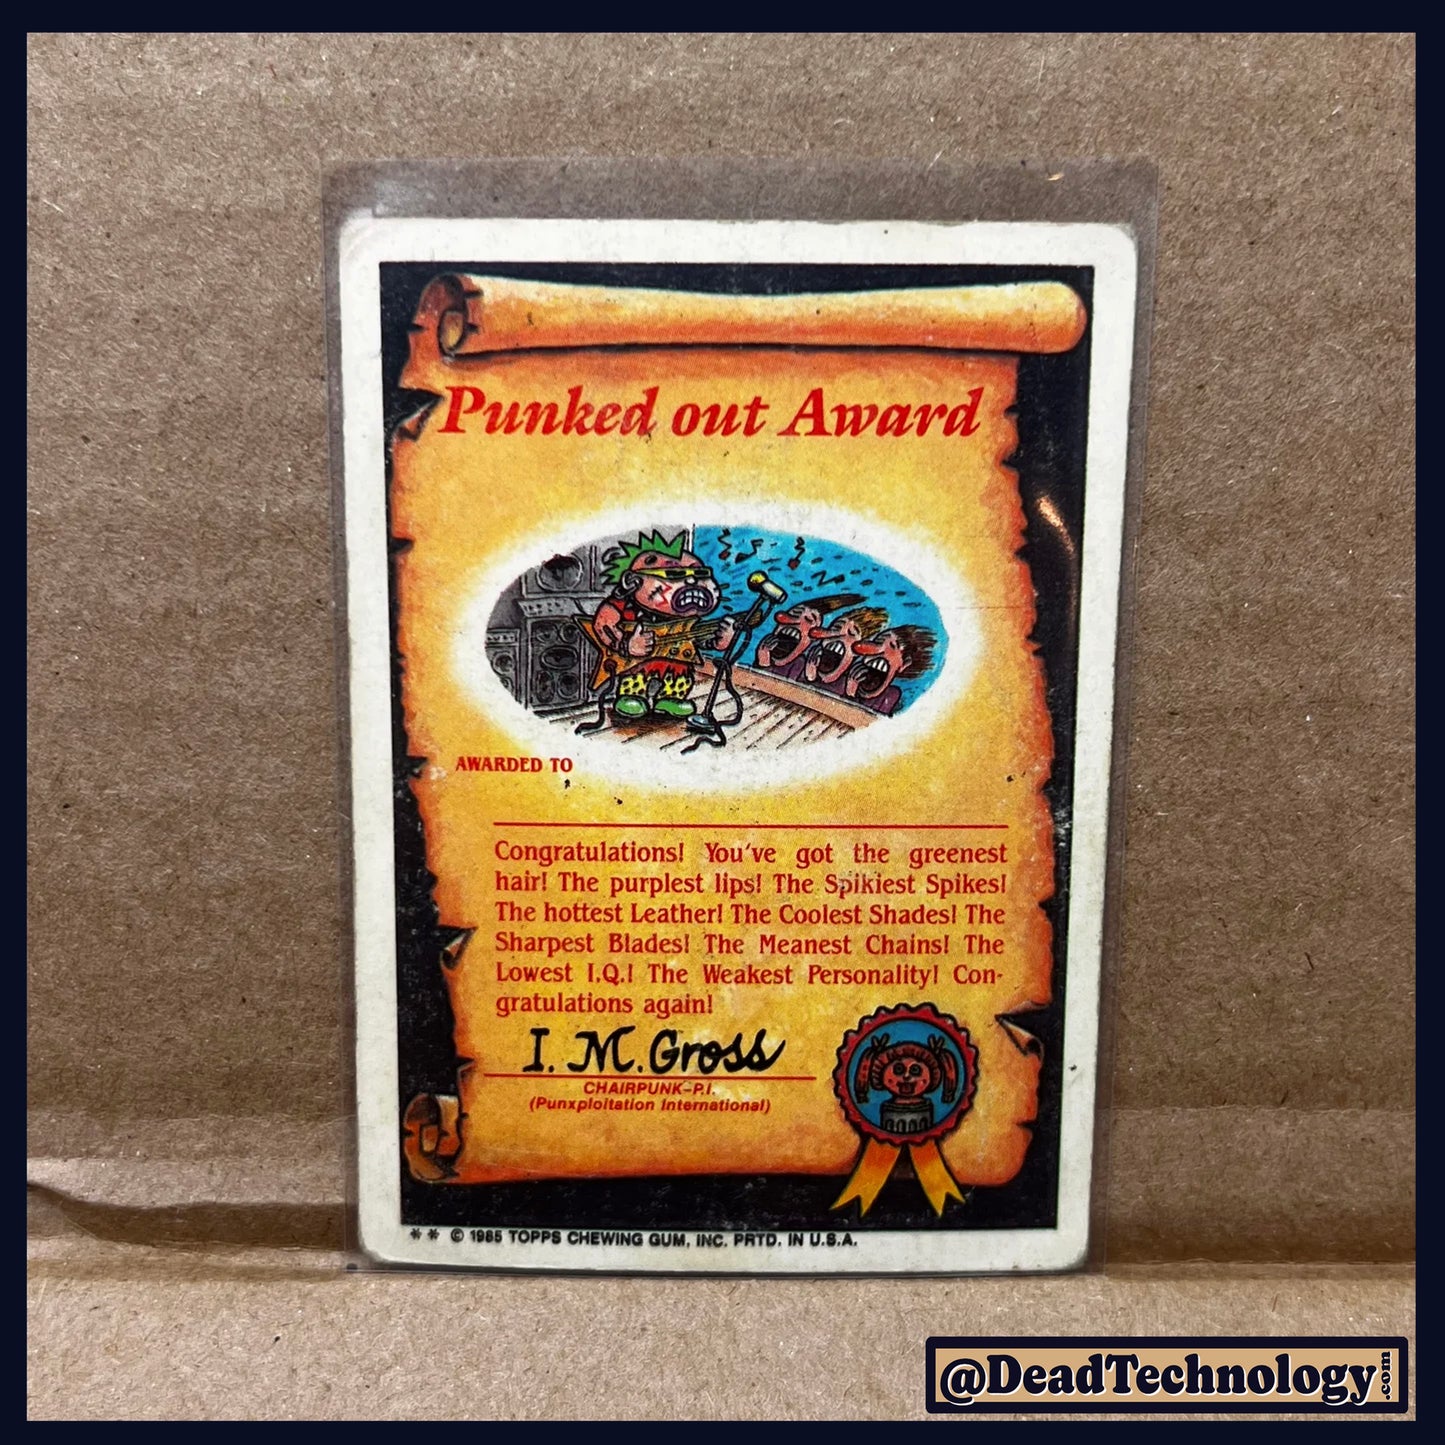 Punked out Award
AWARDED TO
Congratulations! You've got the greenest
hair! The purplest lips! The Spikiest Spikes!
The hottest Leather! The Coolest Shades! The
Sharpest Blades! The Meanest Chains! The
Lowest I.Q.! The Weakest Personality! Con-
gratulations again!
I. M. Gross
CHAIRPUNK-P.I.
(Punxploitation International)
** © 1985 TOPPS CHEWING GUM, INC. PRTD. IN U.S.A.
@DeadTechnology.com